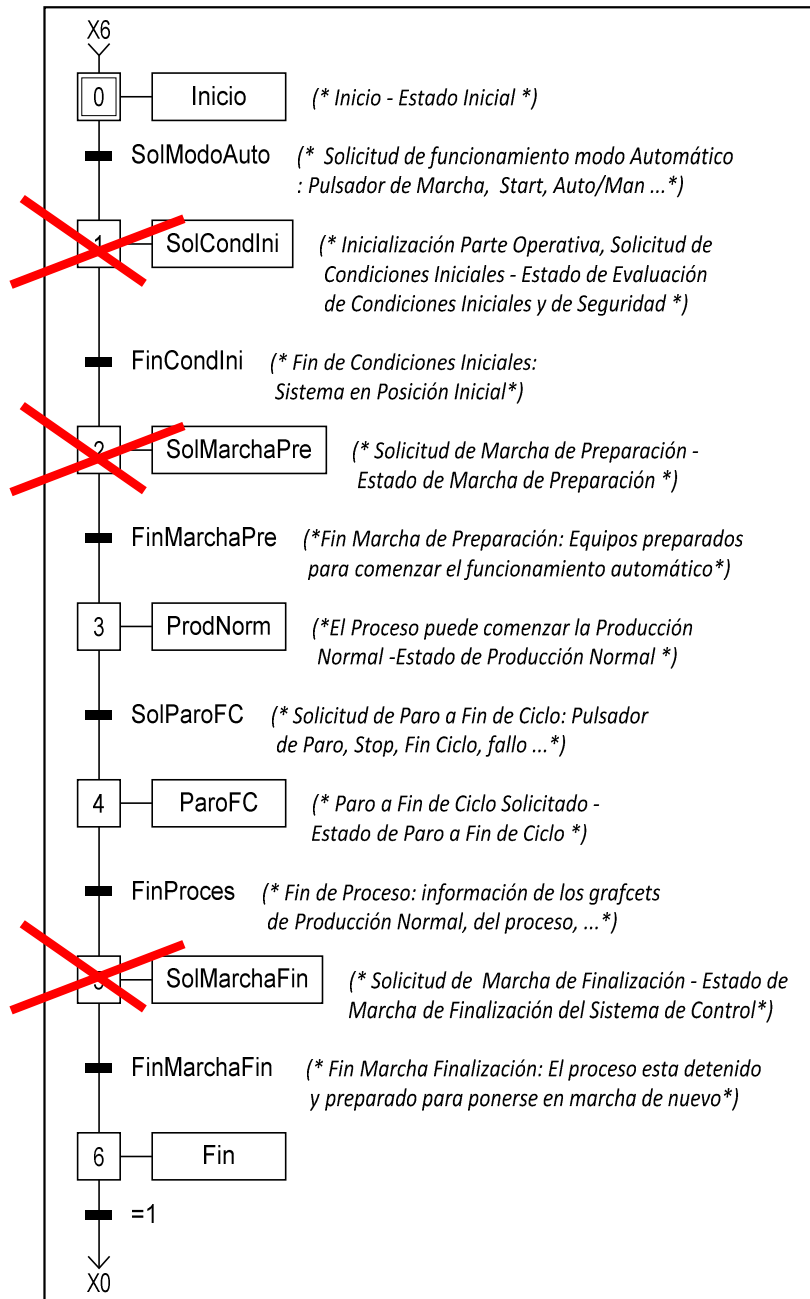 X6
0 Inicio (* Inicio - Estado Inicial *)
SolModoAuto (* Solicitud de funcionamiento modo Automático
: Pulsador de Marcha, Start, Auto/Man ...*)
1 SolCondIni (* Inicialización Parte Operativa, Solicitud de
Condiciones Iniciales - Estado de Evaluación
de Condiciones Iniciales y de Seguridad *)
FinCondIni (* Fin de Condiciones Iniciales:
Sistema en Posición Inicial*)
2 SolMarchaPre (* Solicitud de Marcha de Preparación -
Estado de Marcha de Preparación *)
FinMarchaPre (*Fin Marcha de Preparación: Equipos preparados
para comenzar el funcionamiento automático*)
3 ProdNorm (*El Proceso puede comenzar la Producción
Normal -Estado de Producción Normal *)
SolParoFC (* Solicitud de Paro a Fin de Ciclo: Pulsador
de Paro, Stop, Fin Ciclo, fallo ...*)
4 ParoFC (* Paro a Fin de Ciclo Solicitado -
Estado de Paro a Fin de Ciclo *)
FinProces (* Fin de Proceso: información de los grafcets
de Producción Normal, del proceso, ...*)
5 SolMarchaFin (* Solicitud de Marcha de Finalización - Estado de
Marcha de Finalización del Sistema de Control*)
FinMarchaFin (* Fin Marcha Finalización: El proceso esta detenido
y preparado para ponerse en marcha de nuevo*)
6 Fin
=1
X0